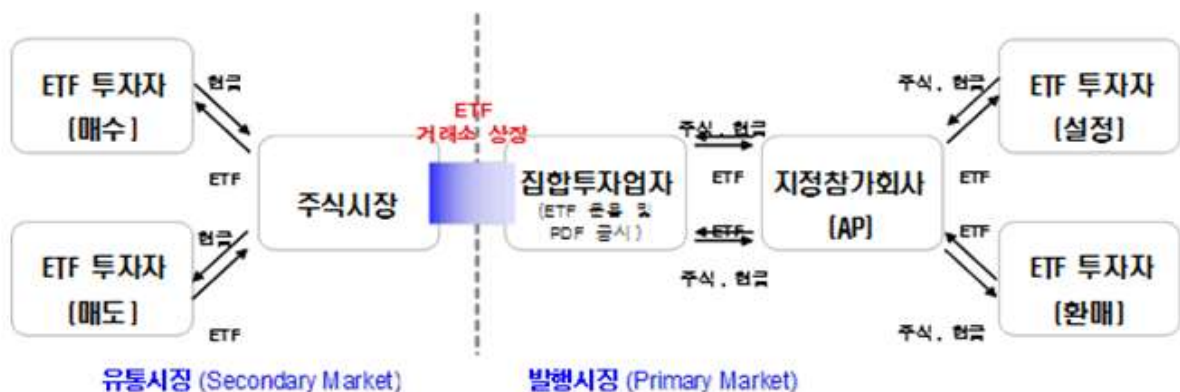 ETF 투자자
(매수)
현금
ETF
ETF 투자자
(매도)
현금
ETF
주식시장
ETF
거래소 상장
집합투자업자
(ETF 운용 및
PDF 공시)
주식, 현금
ETF
ETF
주식, 현금
지정참가회사
(AP)
주식, 현금
ETF
ETF 투자자
(설정)
ETF
주식, 현금
ETF 투자자
(환매)
유통시장 (Secondary Market)
발행시장 (Primary Market)